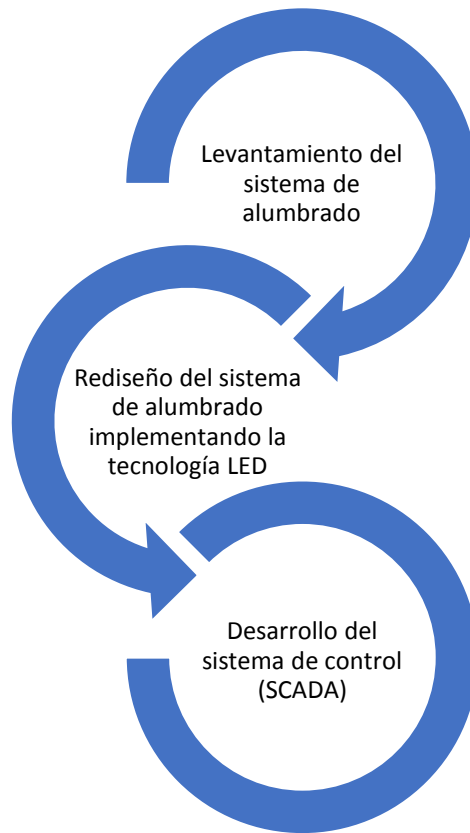 Levantamiento del
sistema de
alumbrado
Rediseño del sistema
de alumbrado
implementando la
tecnología LED
Desarrollo del
sistema de control
(SCADA)